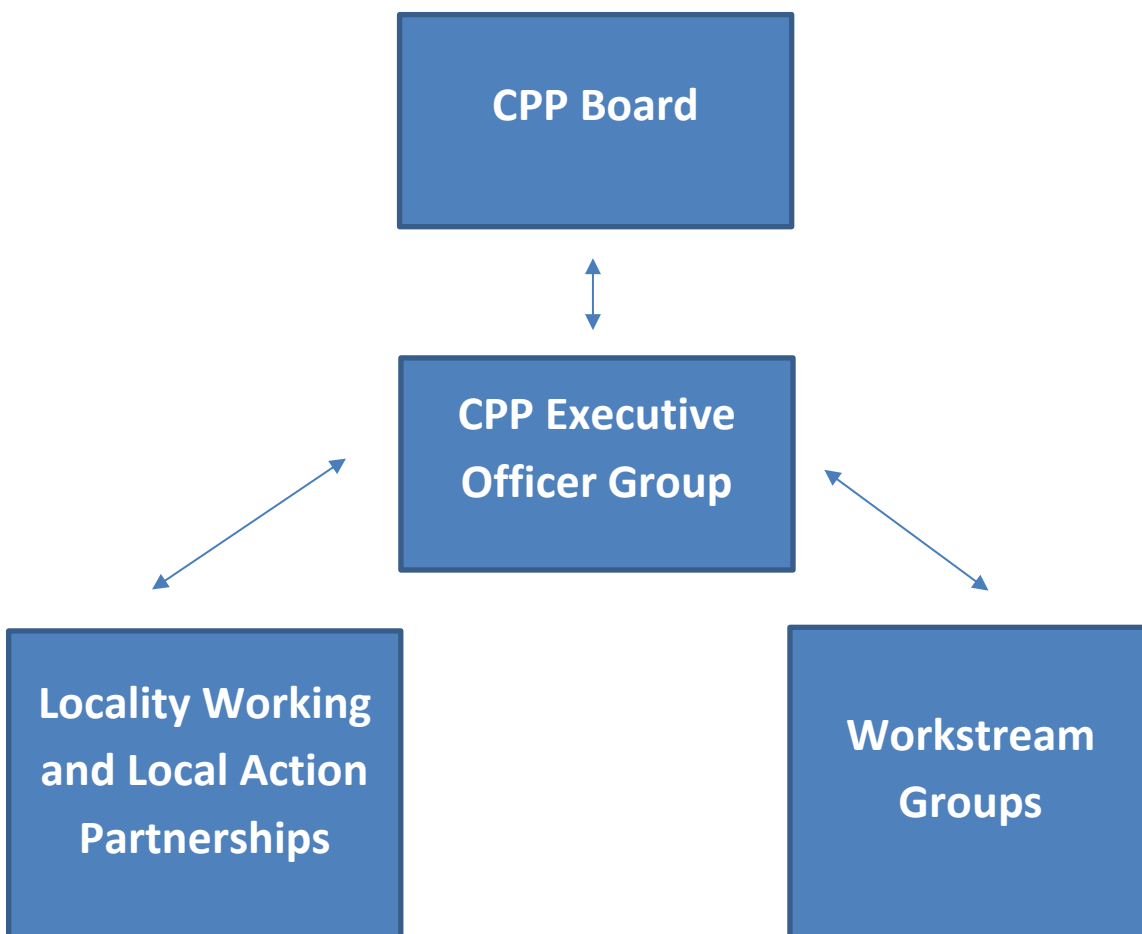 CPP Board
CPP Executive
Officer Group
Locality Working
and Local Action
Partnerships
Workstream
Groups